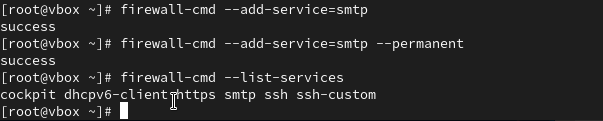 [root@vbox ~]# firewall-cmd --add-service=smtp
success
[root@vbox ~]# firewall-cmd --add-service=smtp --permanent
success
[root@vbox ~]# firewall-cmd --list-services
cockpit dhcpv6-client https smtp ssh ssh-custom
[root@vbox ~]#